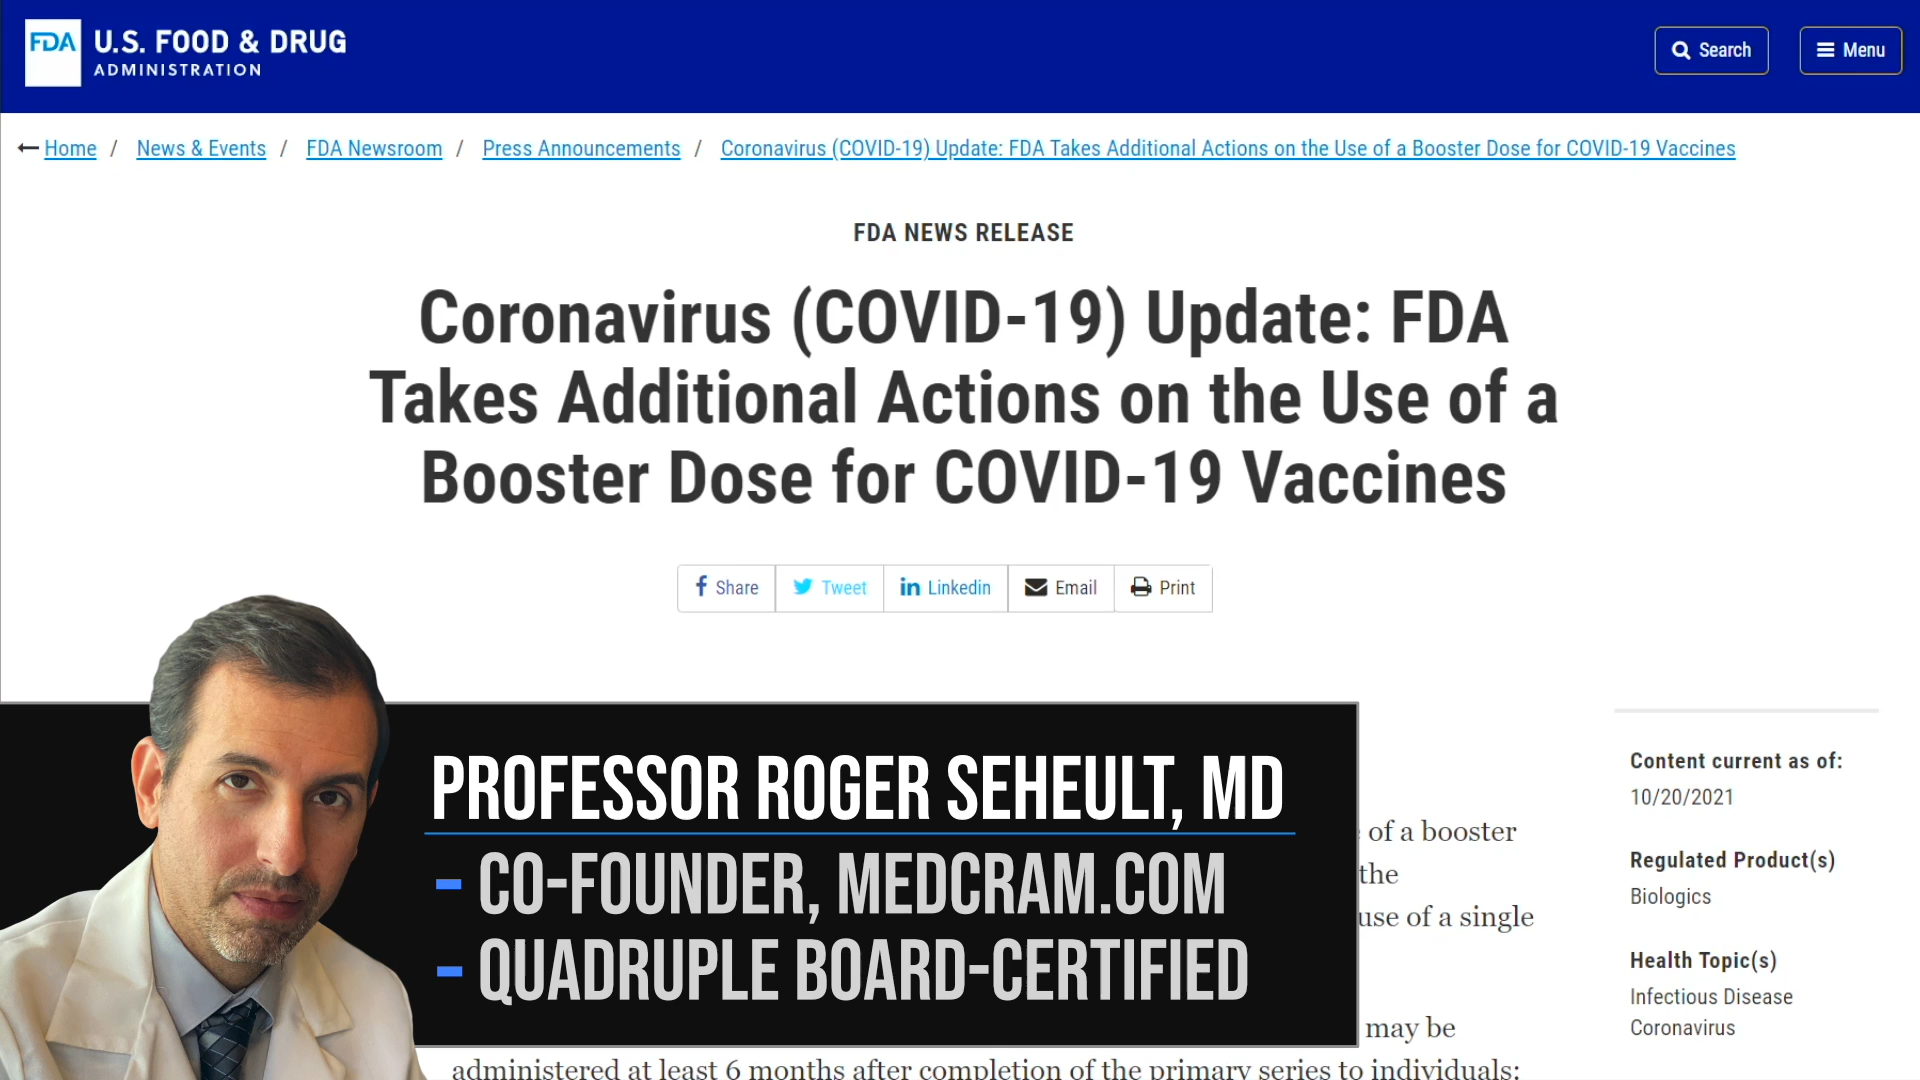 FDA U.S. FOOD & DRUG
ADMINISTRATION
Search
Menu
Home / News & Events / FDA Newsroom / Press Announcements / Coronavirus (COVID-19) Update: FDA Takes Additional Actions on the Use of a Booster Dose for COVID-19 Vaccines
FDA NEWS RELEASE
Coronavirus (COVID-19) Update: FDA
Takes Additional Actions on the Use of a
Booster Dose for COVID-19 Vaccines
Share
Tweet
Linkedin
Email
Print
PROFESSOR ROGER SEHEULT, MD
- CO-FOUNDER, MEDCRAM.COM
- QUADRUPLE BOARD-CERTIFIED
of a booster
the
use of a single
may be
administered at least 6 months after completion of the primary series to individuals:
Content current as of:
10/20/2021
Regulated Product(s)
Biologics
Health Topic(s)
Infectious Disease
Coronavirus